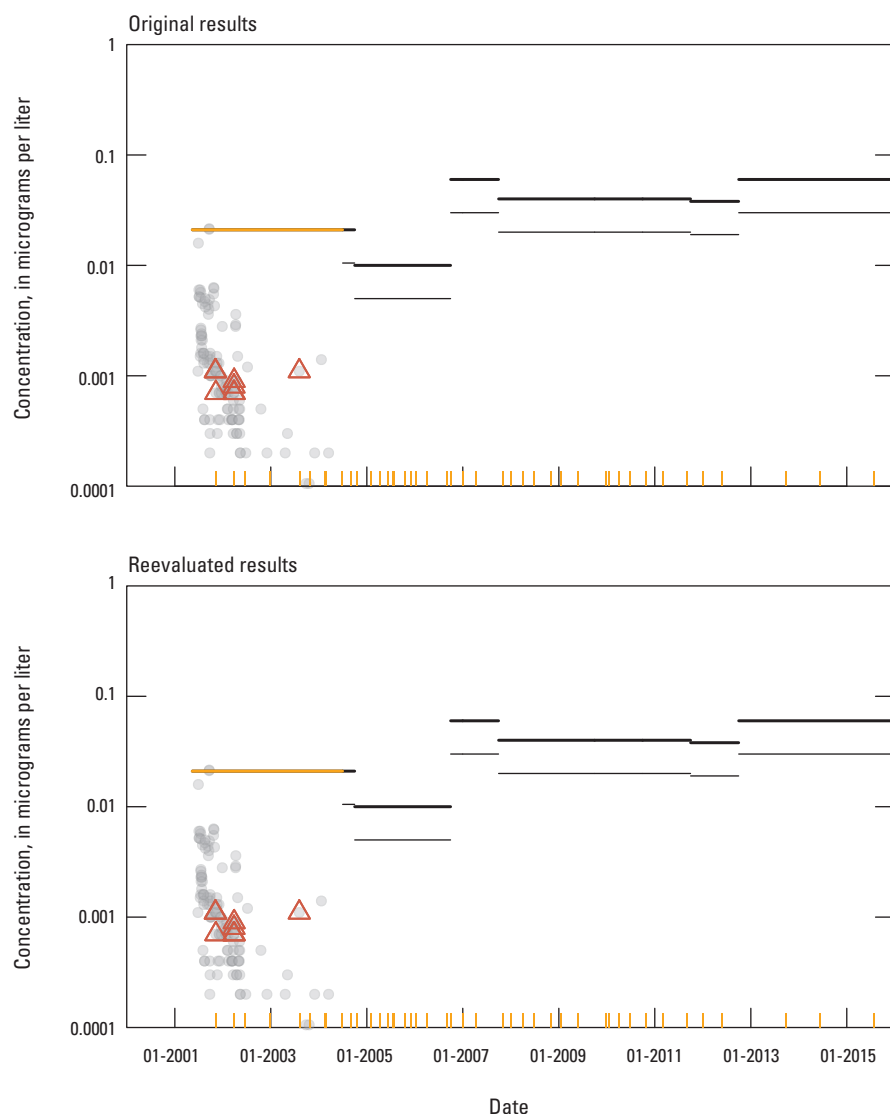 Original results
1
0.1
0.01
0.001
0.0001
Concentration, in micrograms per liter
Reevaluated results
1
0.1
0.01
0.001
0.0001
Concentration, in micrograms per liter
01-2001 01-2003 01-2005 01-2007 01-2009 01-2011 01-2013 01-2015
Date